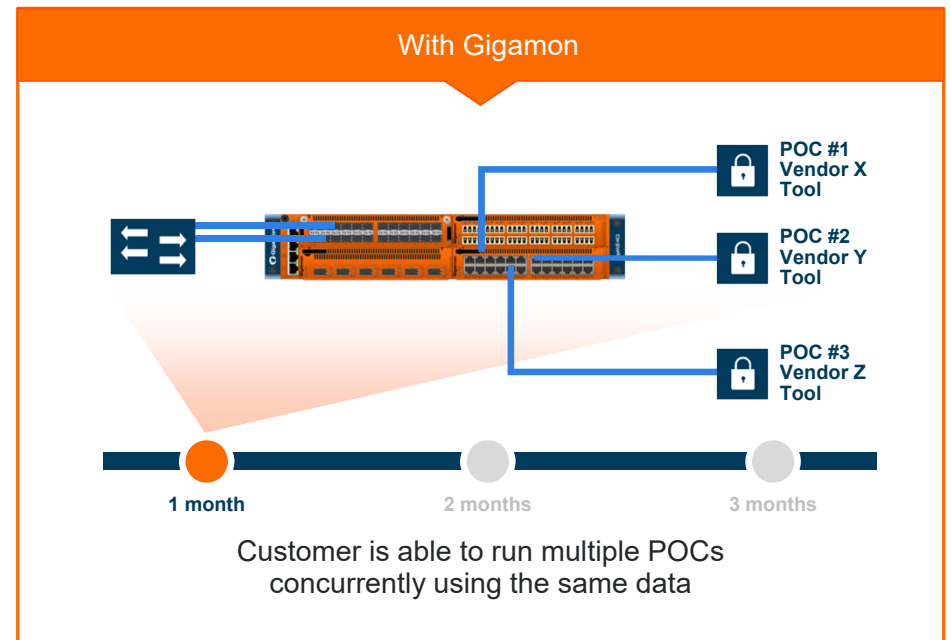 With Gigamon
POC #1
Vendor X
Tool
POC #2
Vendor Y
Tool
POC #3
Vendor Z
Tool
1 month
2 months
3 months
Customer is able to run multiple POCs
concurrently using the same data